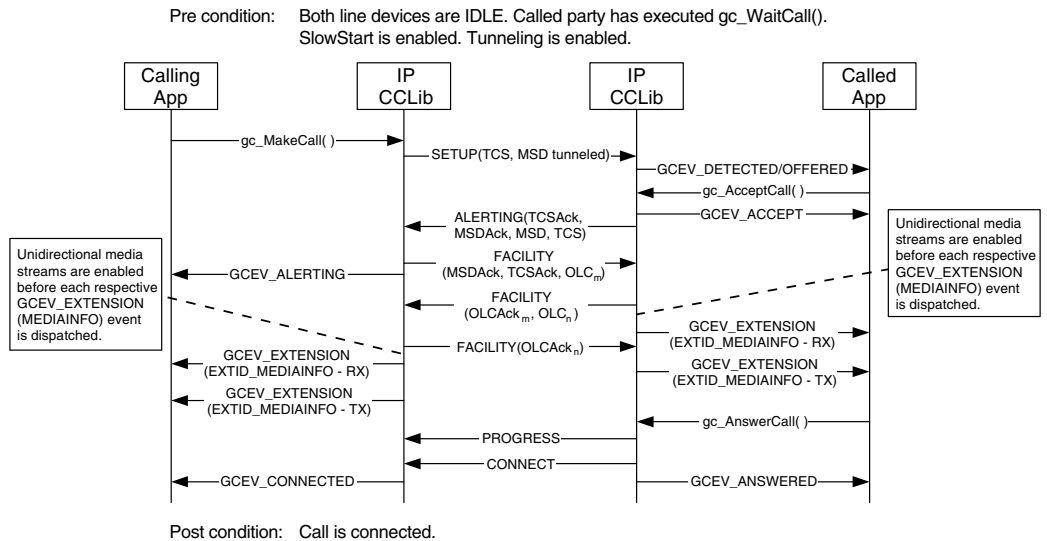 Pre condition: Both line devices are IDLE. Called party has executed gc_WaitCall().
SlowStart is enabled. Tunneling is enabled.
Calling
App
IP
CCLib
IP
CCLib
Called
App
gc_MakeCall( )
SETUP(TCS, MSD tunneled)
GCEV_DETECTED/OFFERED
gc_AcceptCall( )
ALERTING(TCSAck,
MSDAck, MSD, TCS)
GCEV_ACCEPT
Unidirectional media
streams are enabled
before each respective
GCEV_EXTENSION
(MEDIAINFO) event
is dispatched.
Unidirectional media
streams are enabled
before each respective
GCEV_EXTENSION
(MEDIAINFO) event
is dispatched.
GCEV_ALERTING
FACILITY
(MSDAck, TCSAck, OLCm)
FACILITY
(OLCAckm, OLCn)
GCEV_EXTENSION
(EXTID_MEDIAINFO - RX)
FACILITY(OLCAckn)
GCEV_EXTENSION
(EXTID_MEDIAINFO - RX)
GCEV_EXTENSION
(EXTID_MEDIAINFO - TX)
GCEV_EXTENSION
(EXTID_MEDIAINFO - TX)
gc_AnswerCall( )
PROGRESS
CONNECT
GCEV_CONNECTED
GCEV_ANSWERED
Post condition: Call is connected.